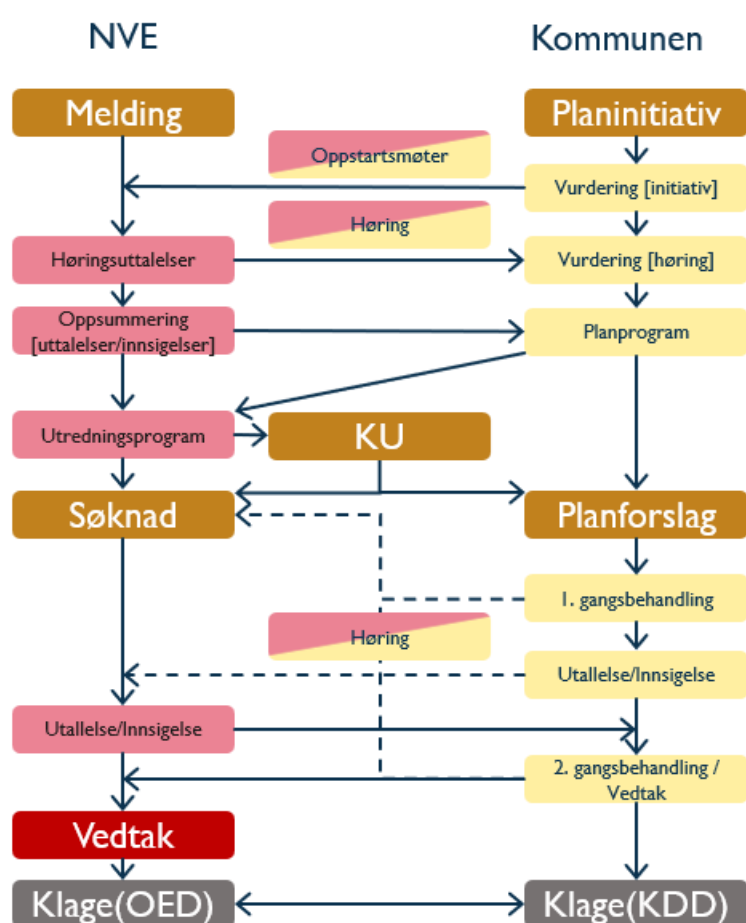 NVE
Kommunen
Melding
Planinitiativ
Oppstartsmøter
Vurdering [initiativ]
Høring
Høringsuttalelser
Vurdering [høring]
Oppsummering
[uttalelser/innsigelser]
Planprogram
Utredningsprogram
KU
Søknad
Planforslag
1. gangsbehandling
Høring
Utallelse/Innsigelse
Utallelse/Innsigelse
2. gangsbehandling /
Vedtak
Vedtak
Klage(OED)
Klage(KDD)